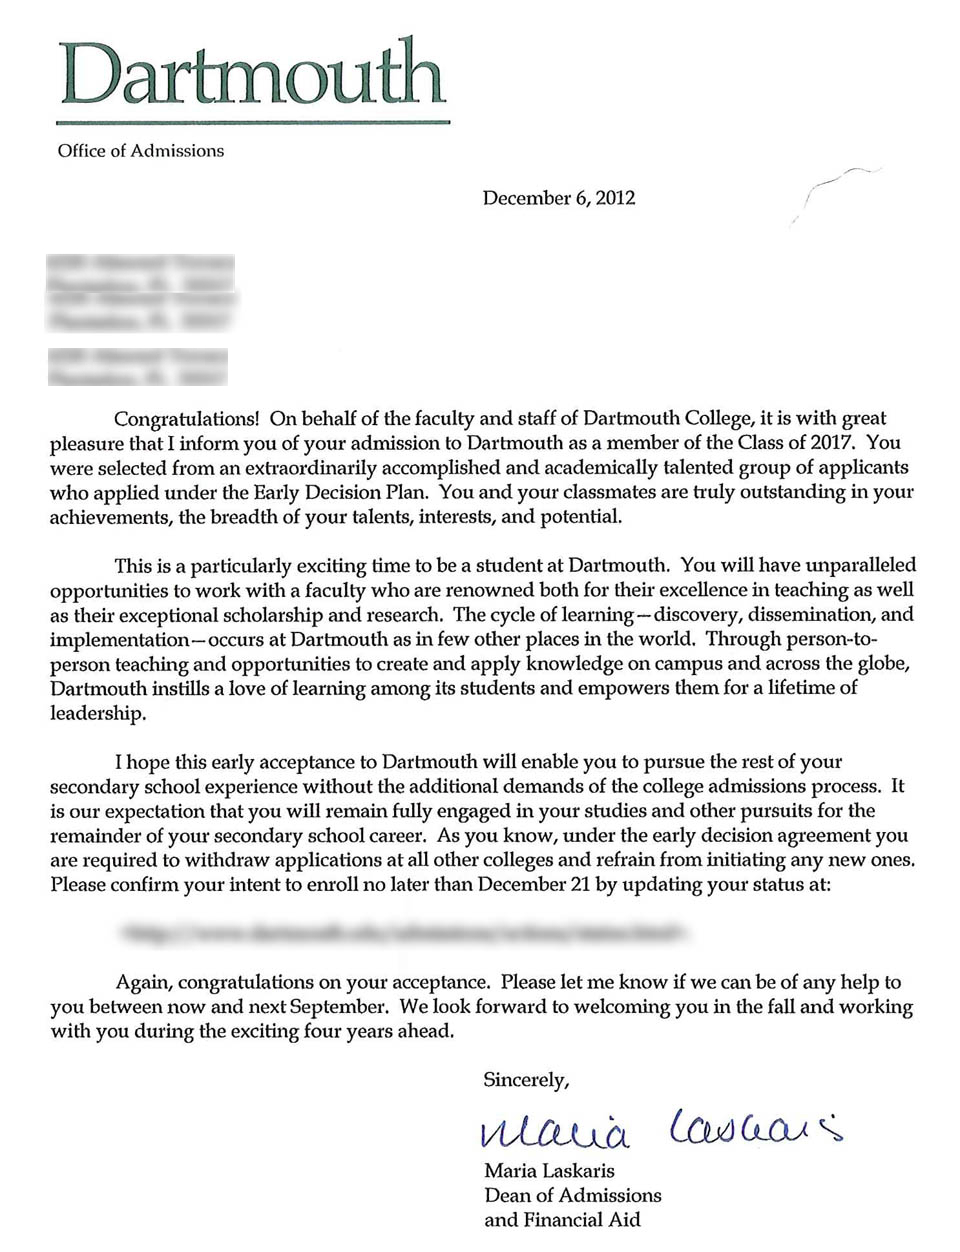 Dartmouth
Office of Admissions
December 6, 2012
Congratulations!  On behalf of the faculty and staff of Dartmouth College, it is with great
pleasure that I inform you of your admission to Dartmouth as a member of the Class of 2017.  You
were selected from an extraordinarily accomplished and academically talented group of applicants
who applied under the Early Decision Plan.  You and your classmates are truly outstanding in your
achievements, the breadth of your talents, interests, and potential.
This is a particularly exciting time to be a student at Dartmouth.  You will have unparalleled
opportunities to work with a faculty who are renowned both for their excellence in teaching as well
as their exceptional scholarship and research.  The cycle of learning—discovery, dissemination, and
implementation—occurs at Dartmouth as in few other places in the world.  Through person-to-
person teaching and opportunities to create and apply knowledge on campus and across the globe,
Dartmouth instills a love of learning among its students and empowers them for a lifetime of
leadership.
I hope this early acceptance to Dartmouth will enable you to pursue the rest of your
secondary school experience without the additional demands of the college admissions process.  It
is our expectation that you will remain fully engaged in your studies and other pursuits for the
remainder of your secondary school career.  As you know, under the early decision agreement you
are required to withdraw applications at all other colleges and refrain from initiating any new ones.
Please confirm your intent to enroll no later than December 21 by updating your status at:
Again, congratulations on your acceptance.  Please let me know if we can be of any help to
you between now and next September.  We look forward to welcoming you in the fall and working
with you during the exciting four years ahead.
Sincerely,
Maria Laskaris
Maria Laskaris
Dean of Admissions
and Financial Aid